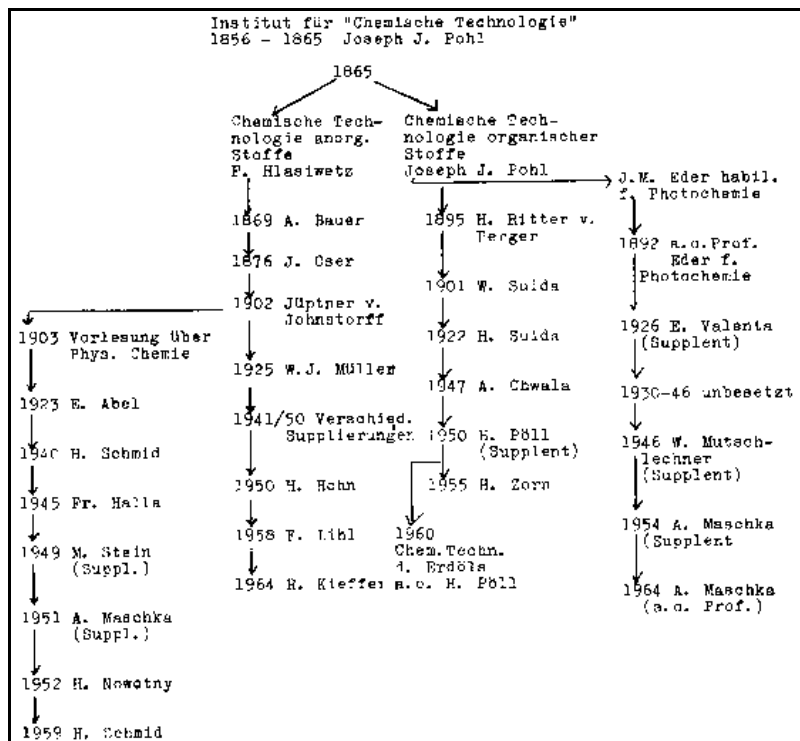 Institut für "Chemische Technologie"
1856 - 1865 Joseph J. Pohl
1865
Chemische Tech-
nologie anorg.
Stoffe
F. Hlasiwetz
1869 A. Bauer
1876 J. Oser
1902 Jüptner v.
Johnstorff
1925 W.J. Müller
1941/50 Verschied.
Supplierungen
1950 H. Hohn
1958 F. Lihl
1964 R. Kieffer
1903 Vorlesung über
Phys. Chemie
1923 E. Abel
1940 H. Schmid
1945 Fr. Halla
1949 M. Stein
(Suppl.)
1951 A. Maschka
(Suppl.)
1952 H. Nowotny
1959 H. Schmid
Chemische Tech-
nologie organischer
Stoffe
Joseph J. Pohl
1895 H. Ritter v.
Perger
1901 W. Suida
1922 H. Suida
1947 A. Chwala
1950 H. Pöll
(Supplent)
1955 H. Zorn
1960
Chem.Techn.
d. Erdöls
a.o. H. Pöll
J.M. Eder habil.
f. Photochemie
1892 a.o.Prof.
Eder f.
Photochemie
1926 E. Valenta
(Supplent)
1930-46 unbesetzt
1946 W. Mutsch-
lechner
(Supplent)
1954 A. Maschka
(Supplent
1964 A. Maschka
(a.o. Prof.)